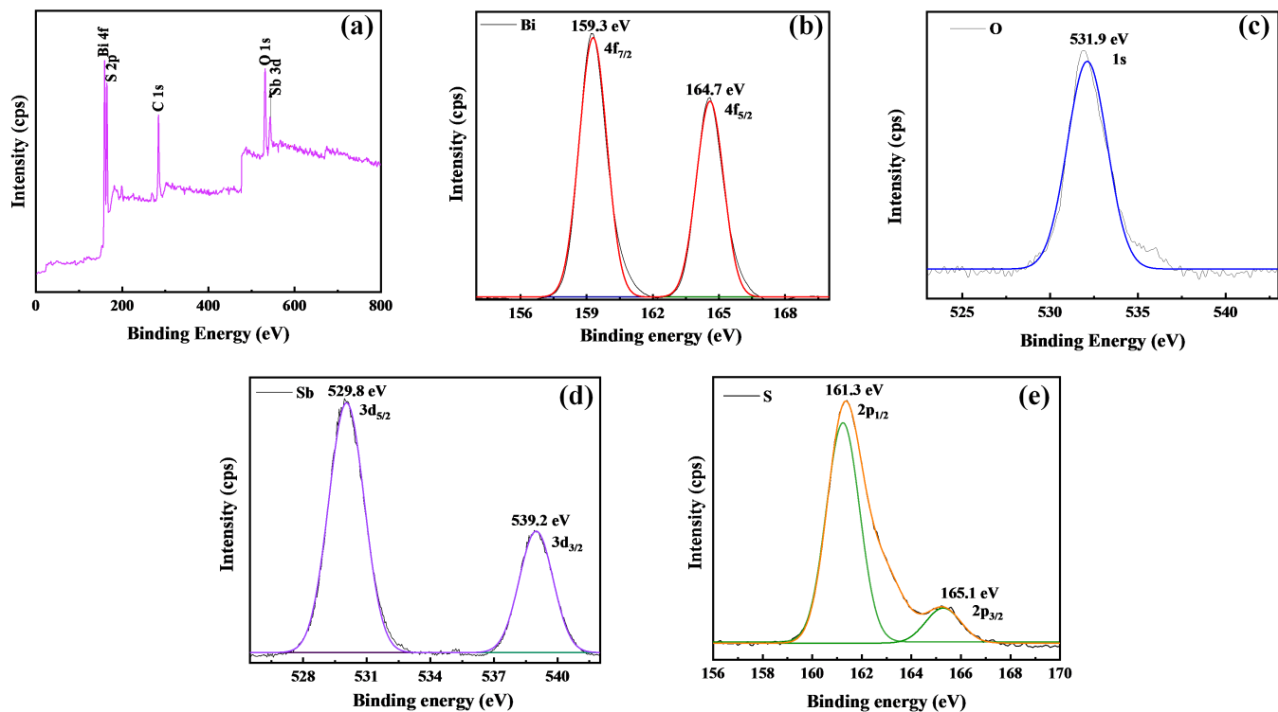 (a)
Bi 4f
S 2p
C 1s
O 1s
Sb 3d
Intensity (cps)
0 200 400 600 800
Binding Energy (eV)
(b)
Bi
159.3 eV
4f7/2
164.7 eV
4f5/2
Intensity (cps)
156 159 162 165 168
Binding energy (eV)
(c)
O
531.9 eV
1s
Intensity (cps)
525 530 535 540
Binding Energy (eV)
(d)
Sb
529.8 eV
3d5/2
539.2 eV
3d3/2
Intensity (cps)
528 531 534 537 540
Binding energy (eV)
(e)
S
161.3 eV
2p1/2
165.1 eV
2p3/2
Intensity (cps)
156 158 160 162 164 166 168 170
Binding energy (eV)